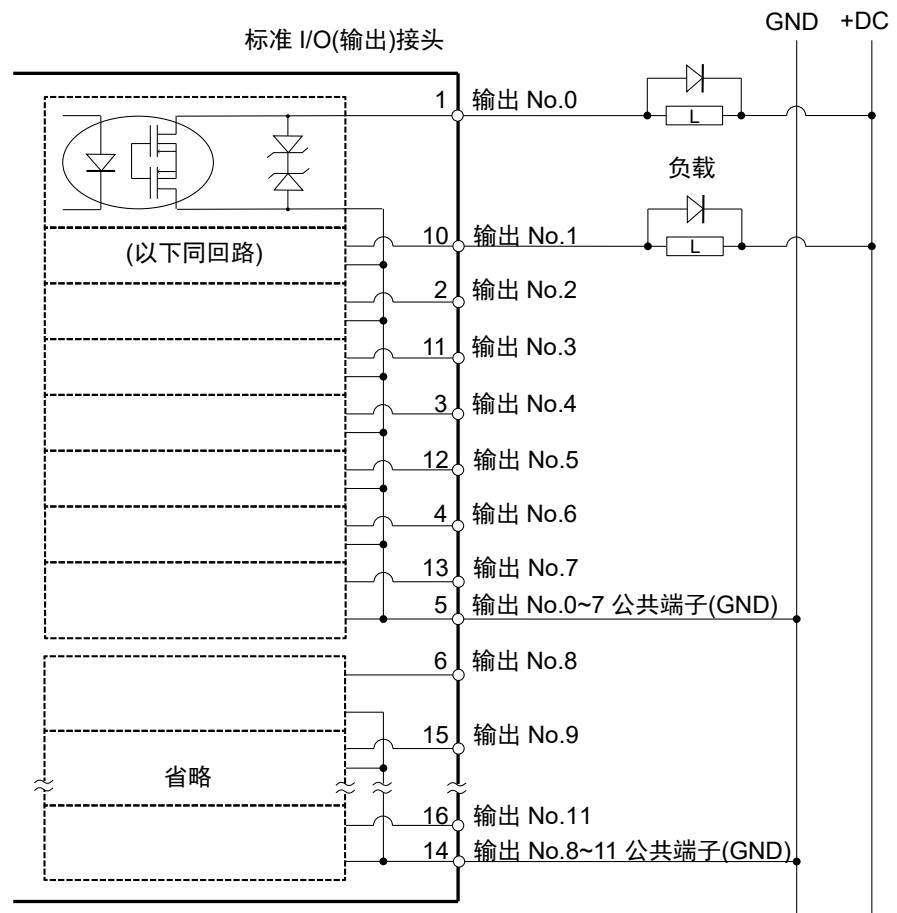 GND +DC
标准 I/O(输出)接头
1 输出 No.0
L
负载
10 输出 No.1
L
(以下同回路)
2 输出 No.2
11 输出 No.3
3 输出 No.4
12 输出 No.5
4 输出 No.6
13 输出 No.7
5 输出 No.0~7 公共端子(GND)
6 输出 No.8
15 输出 No.9
省略
16 输出 No.11
14 输出 No.8~11 公共端子(GND)